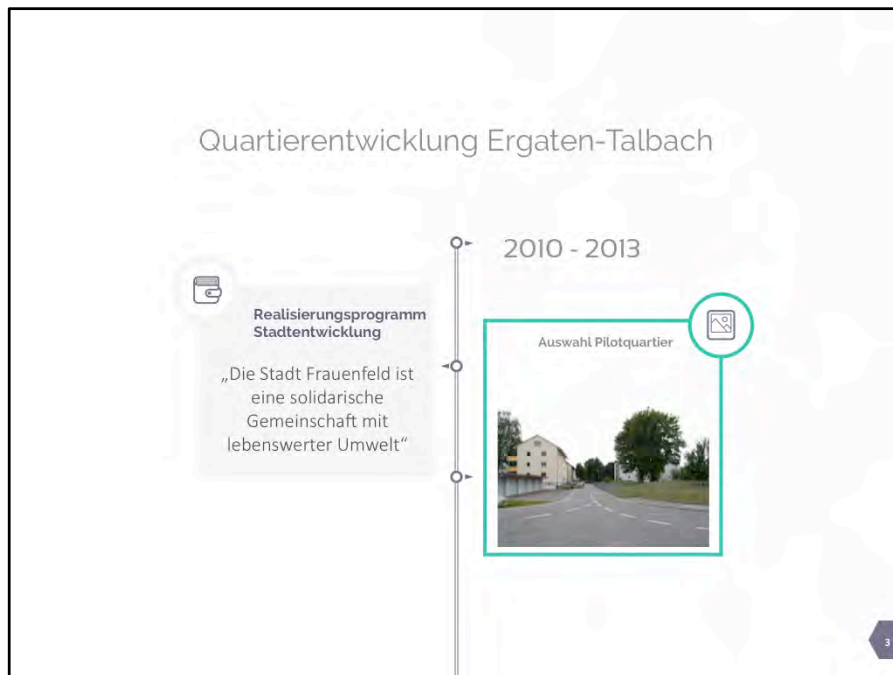 Quartierentwicklung Ergaten-Talbach
2010 - 2013
Realisierungsprogramm
Stadtentwicklung
„Die Stadt Frauenfeld ist
eine solidarische
Gemeinschaft mit
lebenswerter Umwelt“
Auswahl Pilotquartier
3